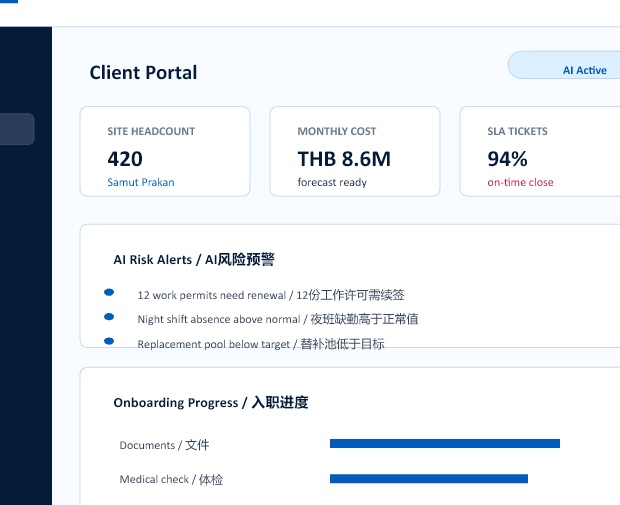 Client Portal
AI Active
SITE HEADCOUNT
420
Samut Prakan
MONTHLY COST
THB 8.6M
forecast ready
SLA TICKETS
94%
on-time close
AI Risk Alerts / AI风险预警
12 work permits need renewal / 12份工作许可需续签
Night shift absence above normal / 夜班缺勤高于正常值
Replacement pool below target / 替补池低于目标
Onboarding Progress / 入职进度
Documents / 文件
Medical check / 体检